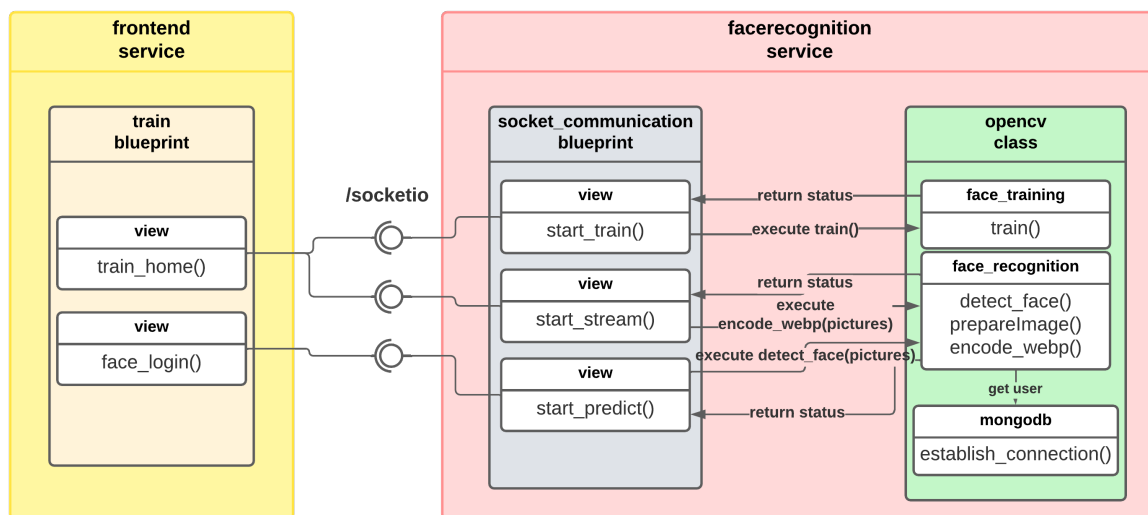 frontend
service
train
blueprint
view
train_home()
view
face_login()
/socketio
facerecognition
service
socket_communication
blueprint
view
start_train()
view
start_stream()
view
start_predict()
return status
execute train()
return status
execute
encode_webp(pictures)
execute detect_face(pictures)
return status
opencv
class
face_training
train()
face_recognition
detect_face()
prepareImage()
encode_webp()
get user
mongodb
establish_connection()